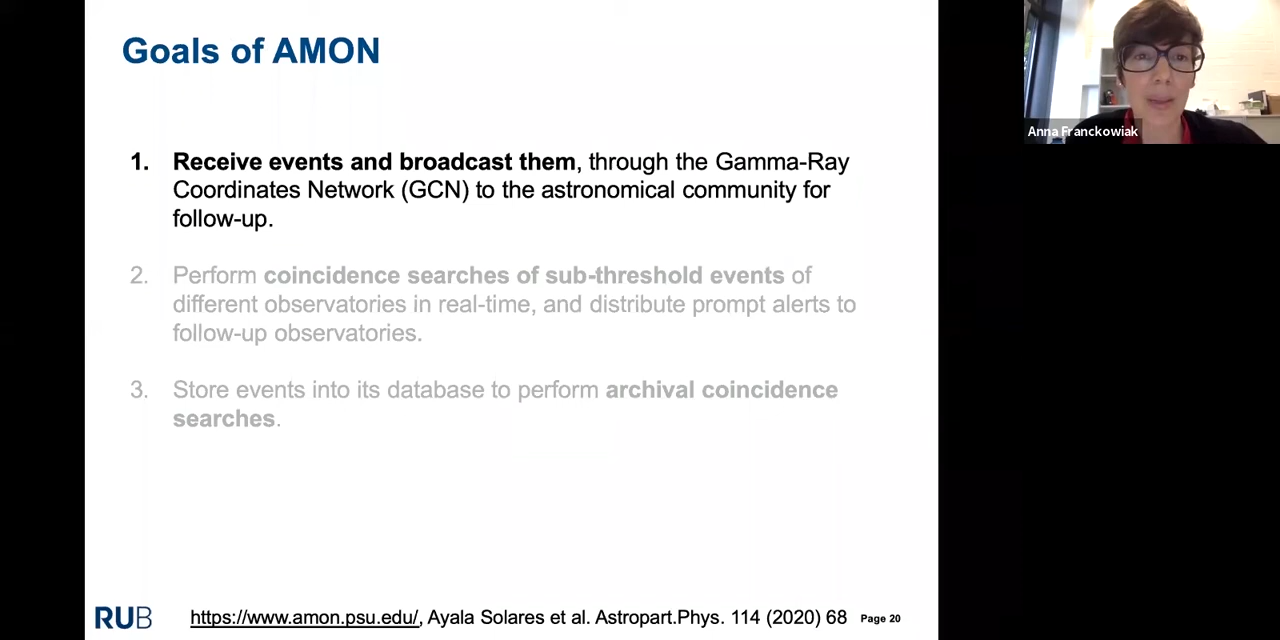 Goals of AMON
Anna Franckowiak
1. Receive events and broadcast them, through the Gamma-Ray
Coordinates Network (GCN) to the astronomical community for
follow-up.
2. Perform coincidence searches of sub-threshold events of
different observatories in real-time, and distribute prompt alerts to
follow-up observatories.
3. Store events into its database to perform archival coincidence
searches.
RUB https://www.amon.psu.edu/, Ayala Solares et al. Astropart.Phys. 114 (2020) 68 Page 20